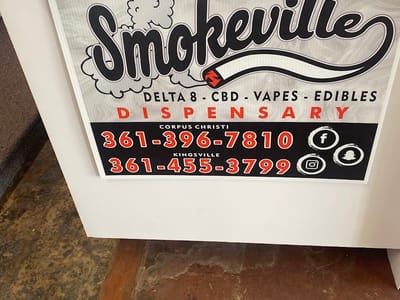 Smokeville
DELTA 8 - CBD - VAPES - EDIBLES
DISPENSARY
CORPUS CHRISTI
361-396-7810
KINGSVILLE
361-455-3799